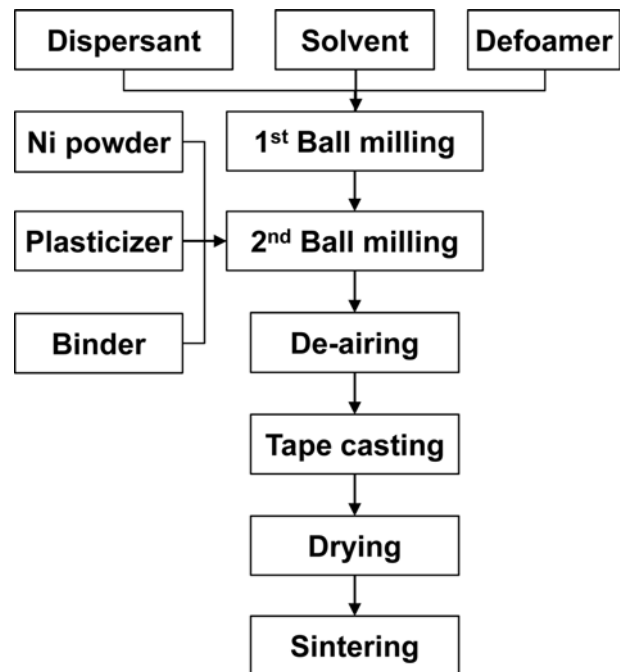 Dispersant
Solvent
Defoamer
Ni powder
1st Ball milling
Plasticizer
2nd Ball milling
Binder
De-airing
Tape casting
Drying
Sintering